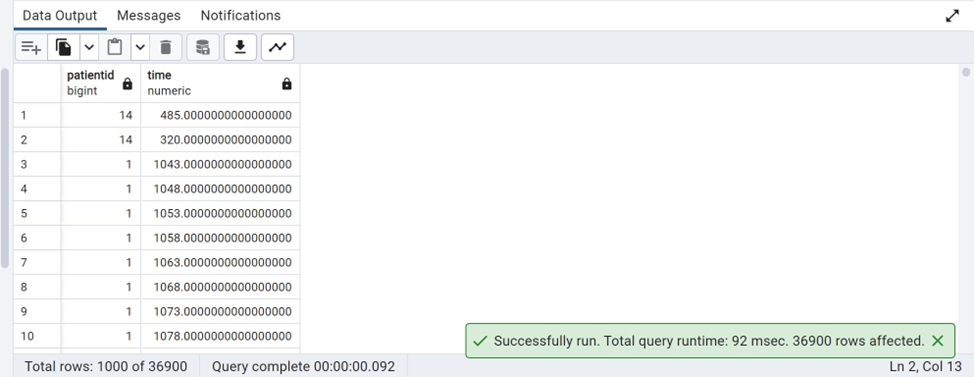 Data Output Messages Notifications
patientid time
bigint numeric
1 14 485.0000000000000000
2 14 320.0000000000000000
3 1 1043.0000000000000000
4 1 1048.0000000000000000
5 1 1053.0000000000000000
6 1 1058.0000000000000000
7 1 1063.0000000000000000
8 1 1068.0000000000000000
9 1 1073.0000000000000000
10 1 1078.0000000000000000
Successfully run. Total query runtime: 92 msec. 36900 rows affected.
Total rows: 1000 of 36900 Query complete 00:00:00.092 Ln 2, Col 13